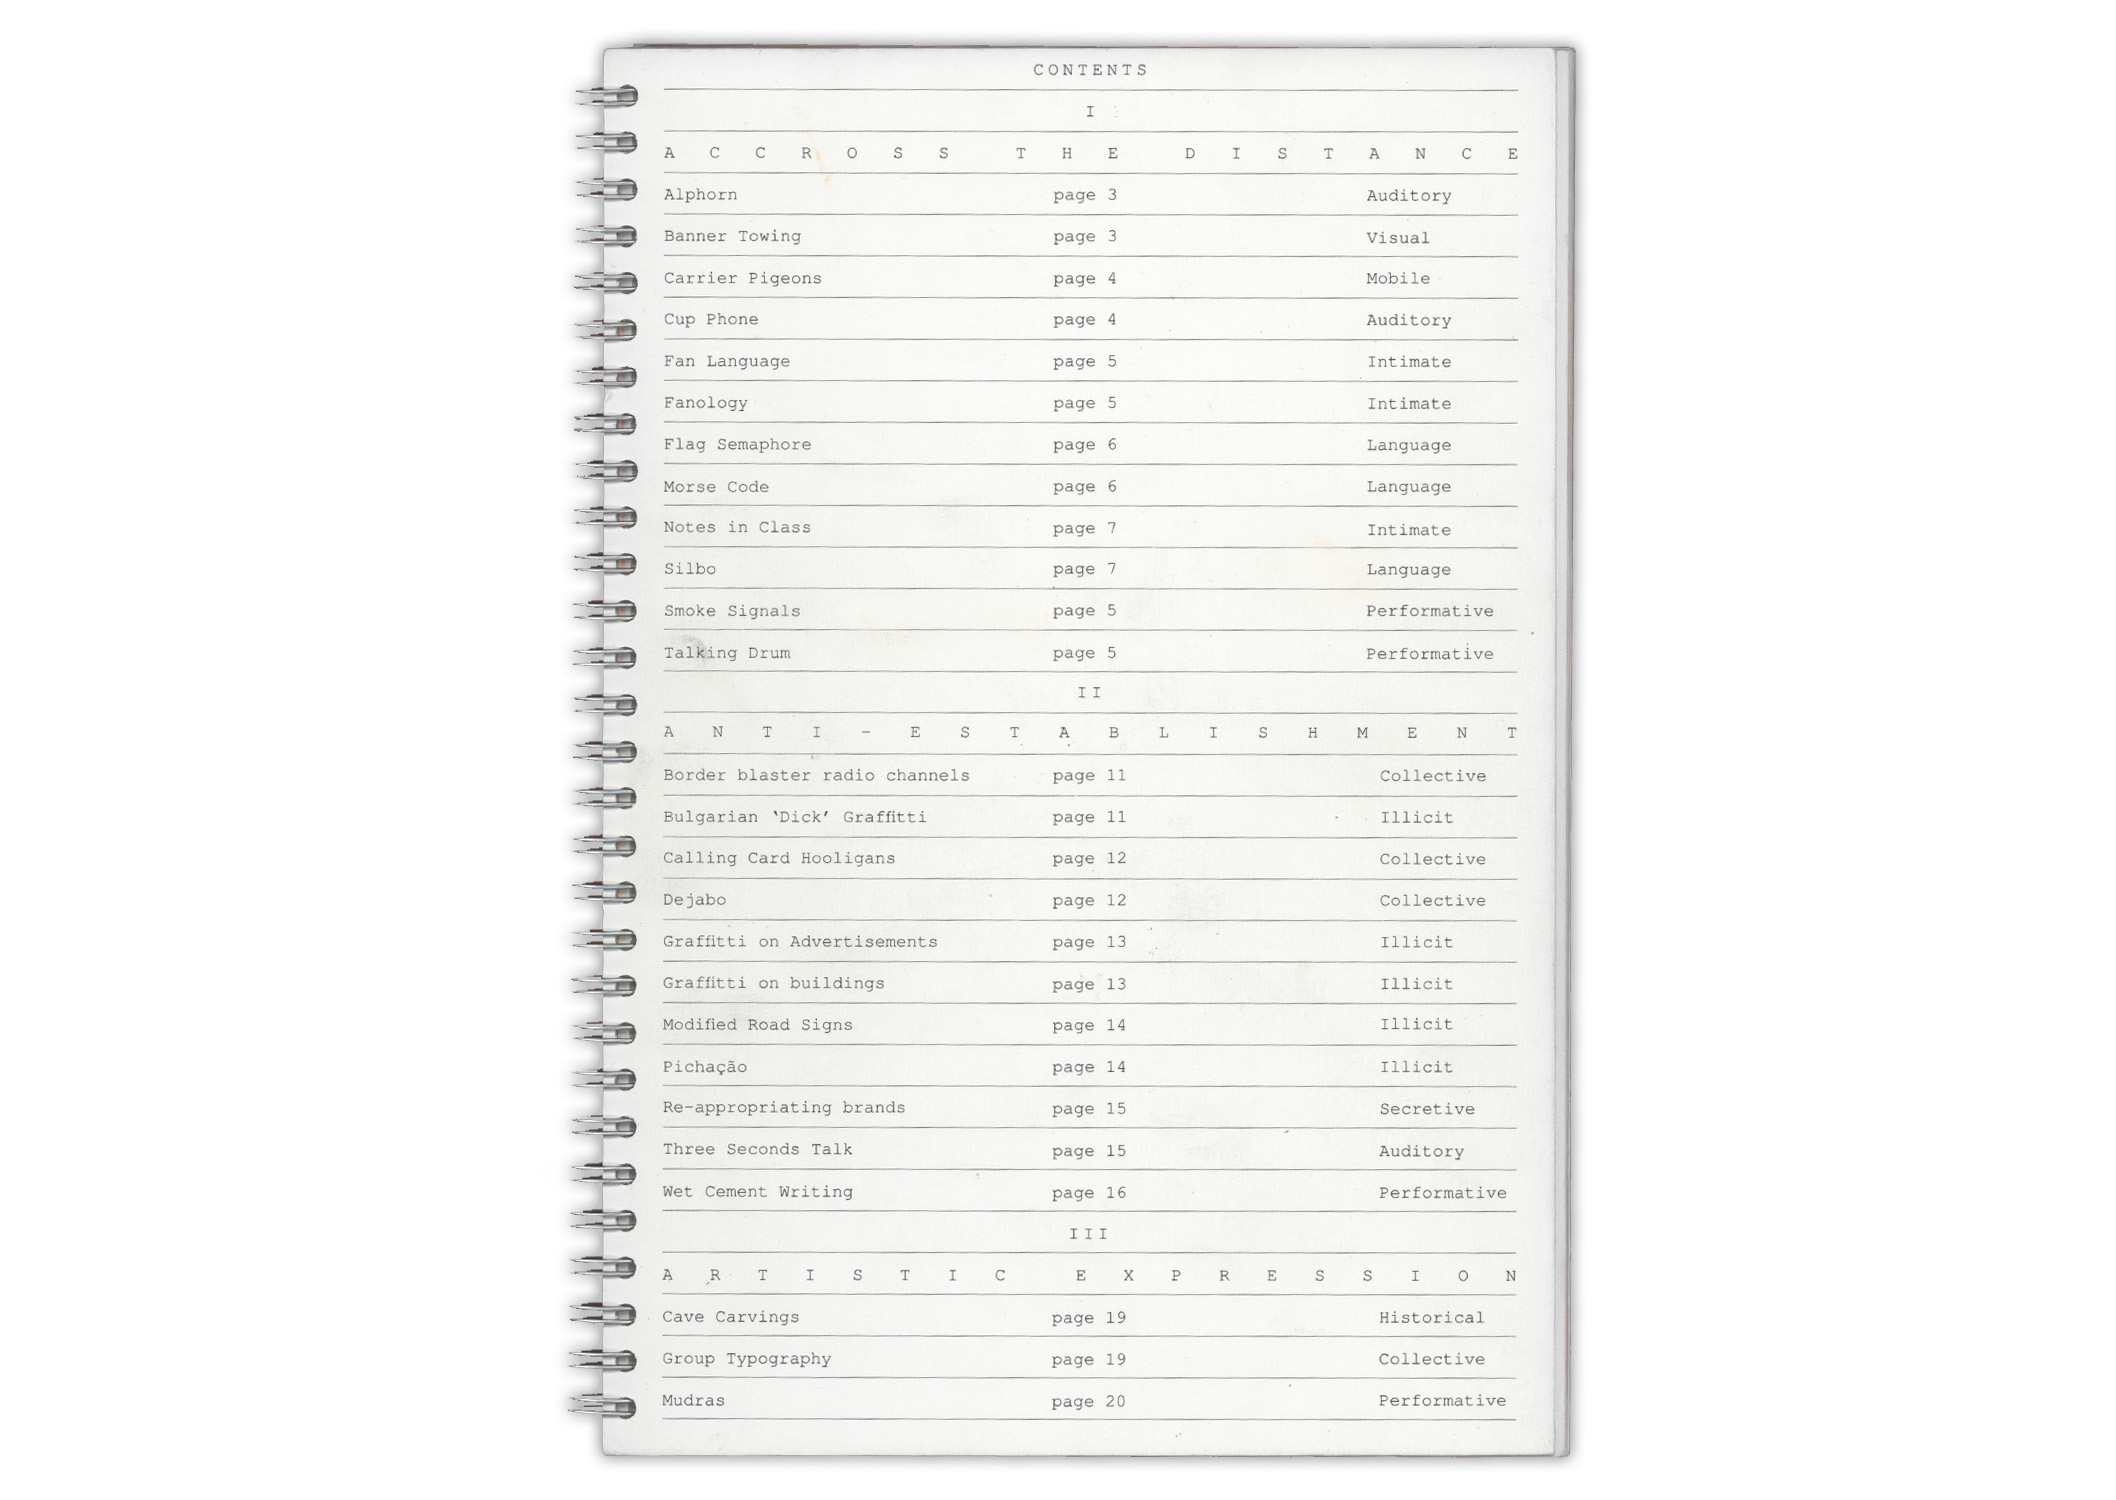 CONTENTS
I
ACCROSS THE DISTANCE
Alphorn page 3 Auditory
Banner Towing page 3 Visual
Carrier Pigeons page 4 Mobile
Cup Phone page 4 Auditory
Fan Language page 5 Intimate
Fanology page 5 Intimate
Flag Semaphore page 6 Language
Morse Code page 6 Language
Notes in Class page 7 Intimate
Silbo page 7 Language
Smoke Signals page 5 Performative
Talking Drum page 5 Performative
II
ANTI-ESTABLISHMENT
Border blaster radio channels page 11 Collective
Bulgarian ‘Dick’ Graffitti page 11 Illicit
Calling Card Hooligans page 12 Collective
Dejabo page 12 Collective
Graffitti on Advertisements page 13 Illicit
Graffitti on buildings page 13 Illicit
Modified Road Signs page 14 Illicit
Pichação page 14 Illicit
Re-appropriating brands page 15 Secretive
Three Seconds Talk page 15 Auditory
Wet Cement Writing page 16 Performative
III
ARTISTIC EXPRESSION
Cave Carvings page 19 Historical
Group Typography page 19 Collective
Mudras page 20 Performative